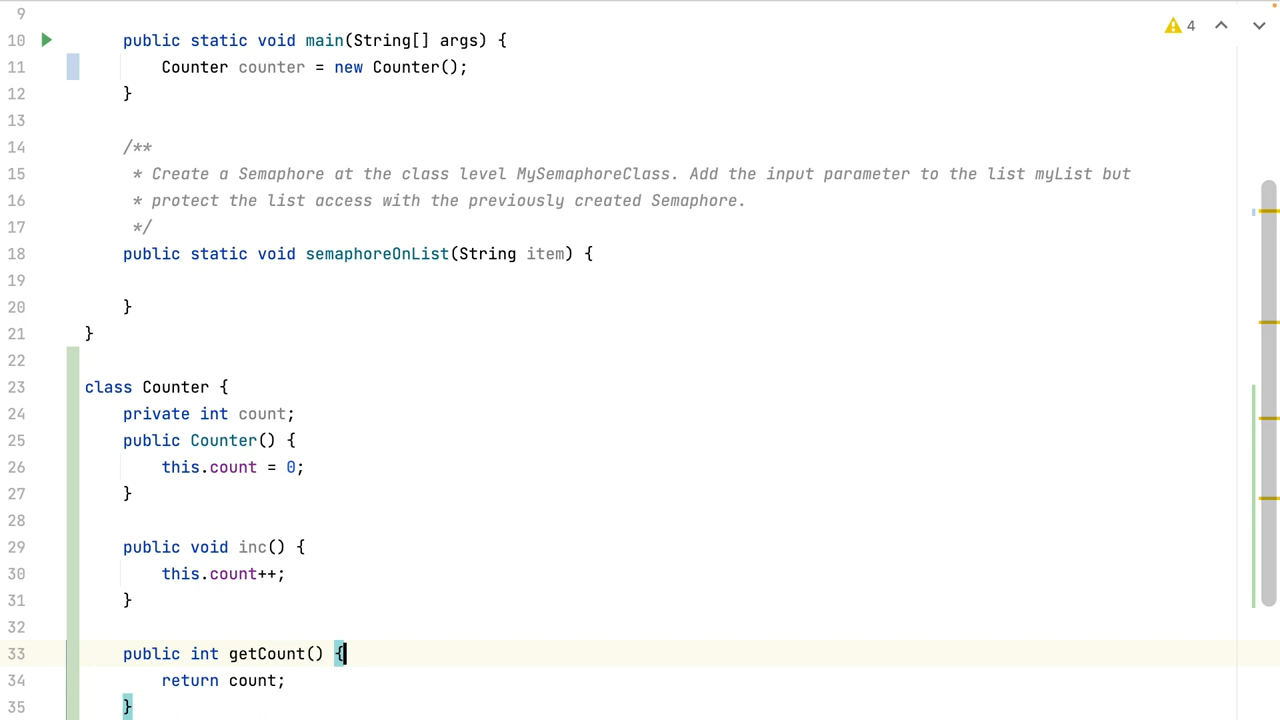 9
10 public static void main(String[] args) {
4
11 Counter counter = new Counter();
12 }
13
14 /**
15 * Create a Semaphore at the class level MySemaphoreClass. Add the input parameter to the list myList but
16 * protect the list access with the previously created Semaphore.
17 */
18 public static void semaphoreOnList(String item) {
19
20 }
21 }
22
23 class Counter {
24 private int count;
25 public Counter() {
26 this.count = 0;
27 }
28
29 public void inc() {
30 this.count++;
31 }
32
33 public int getCount() {
34 return count;
35 }